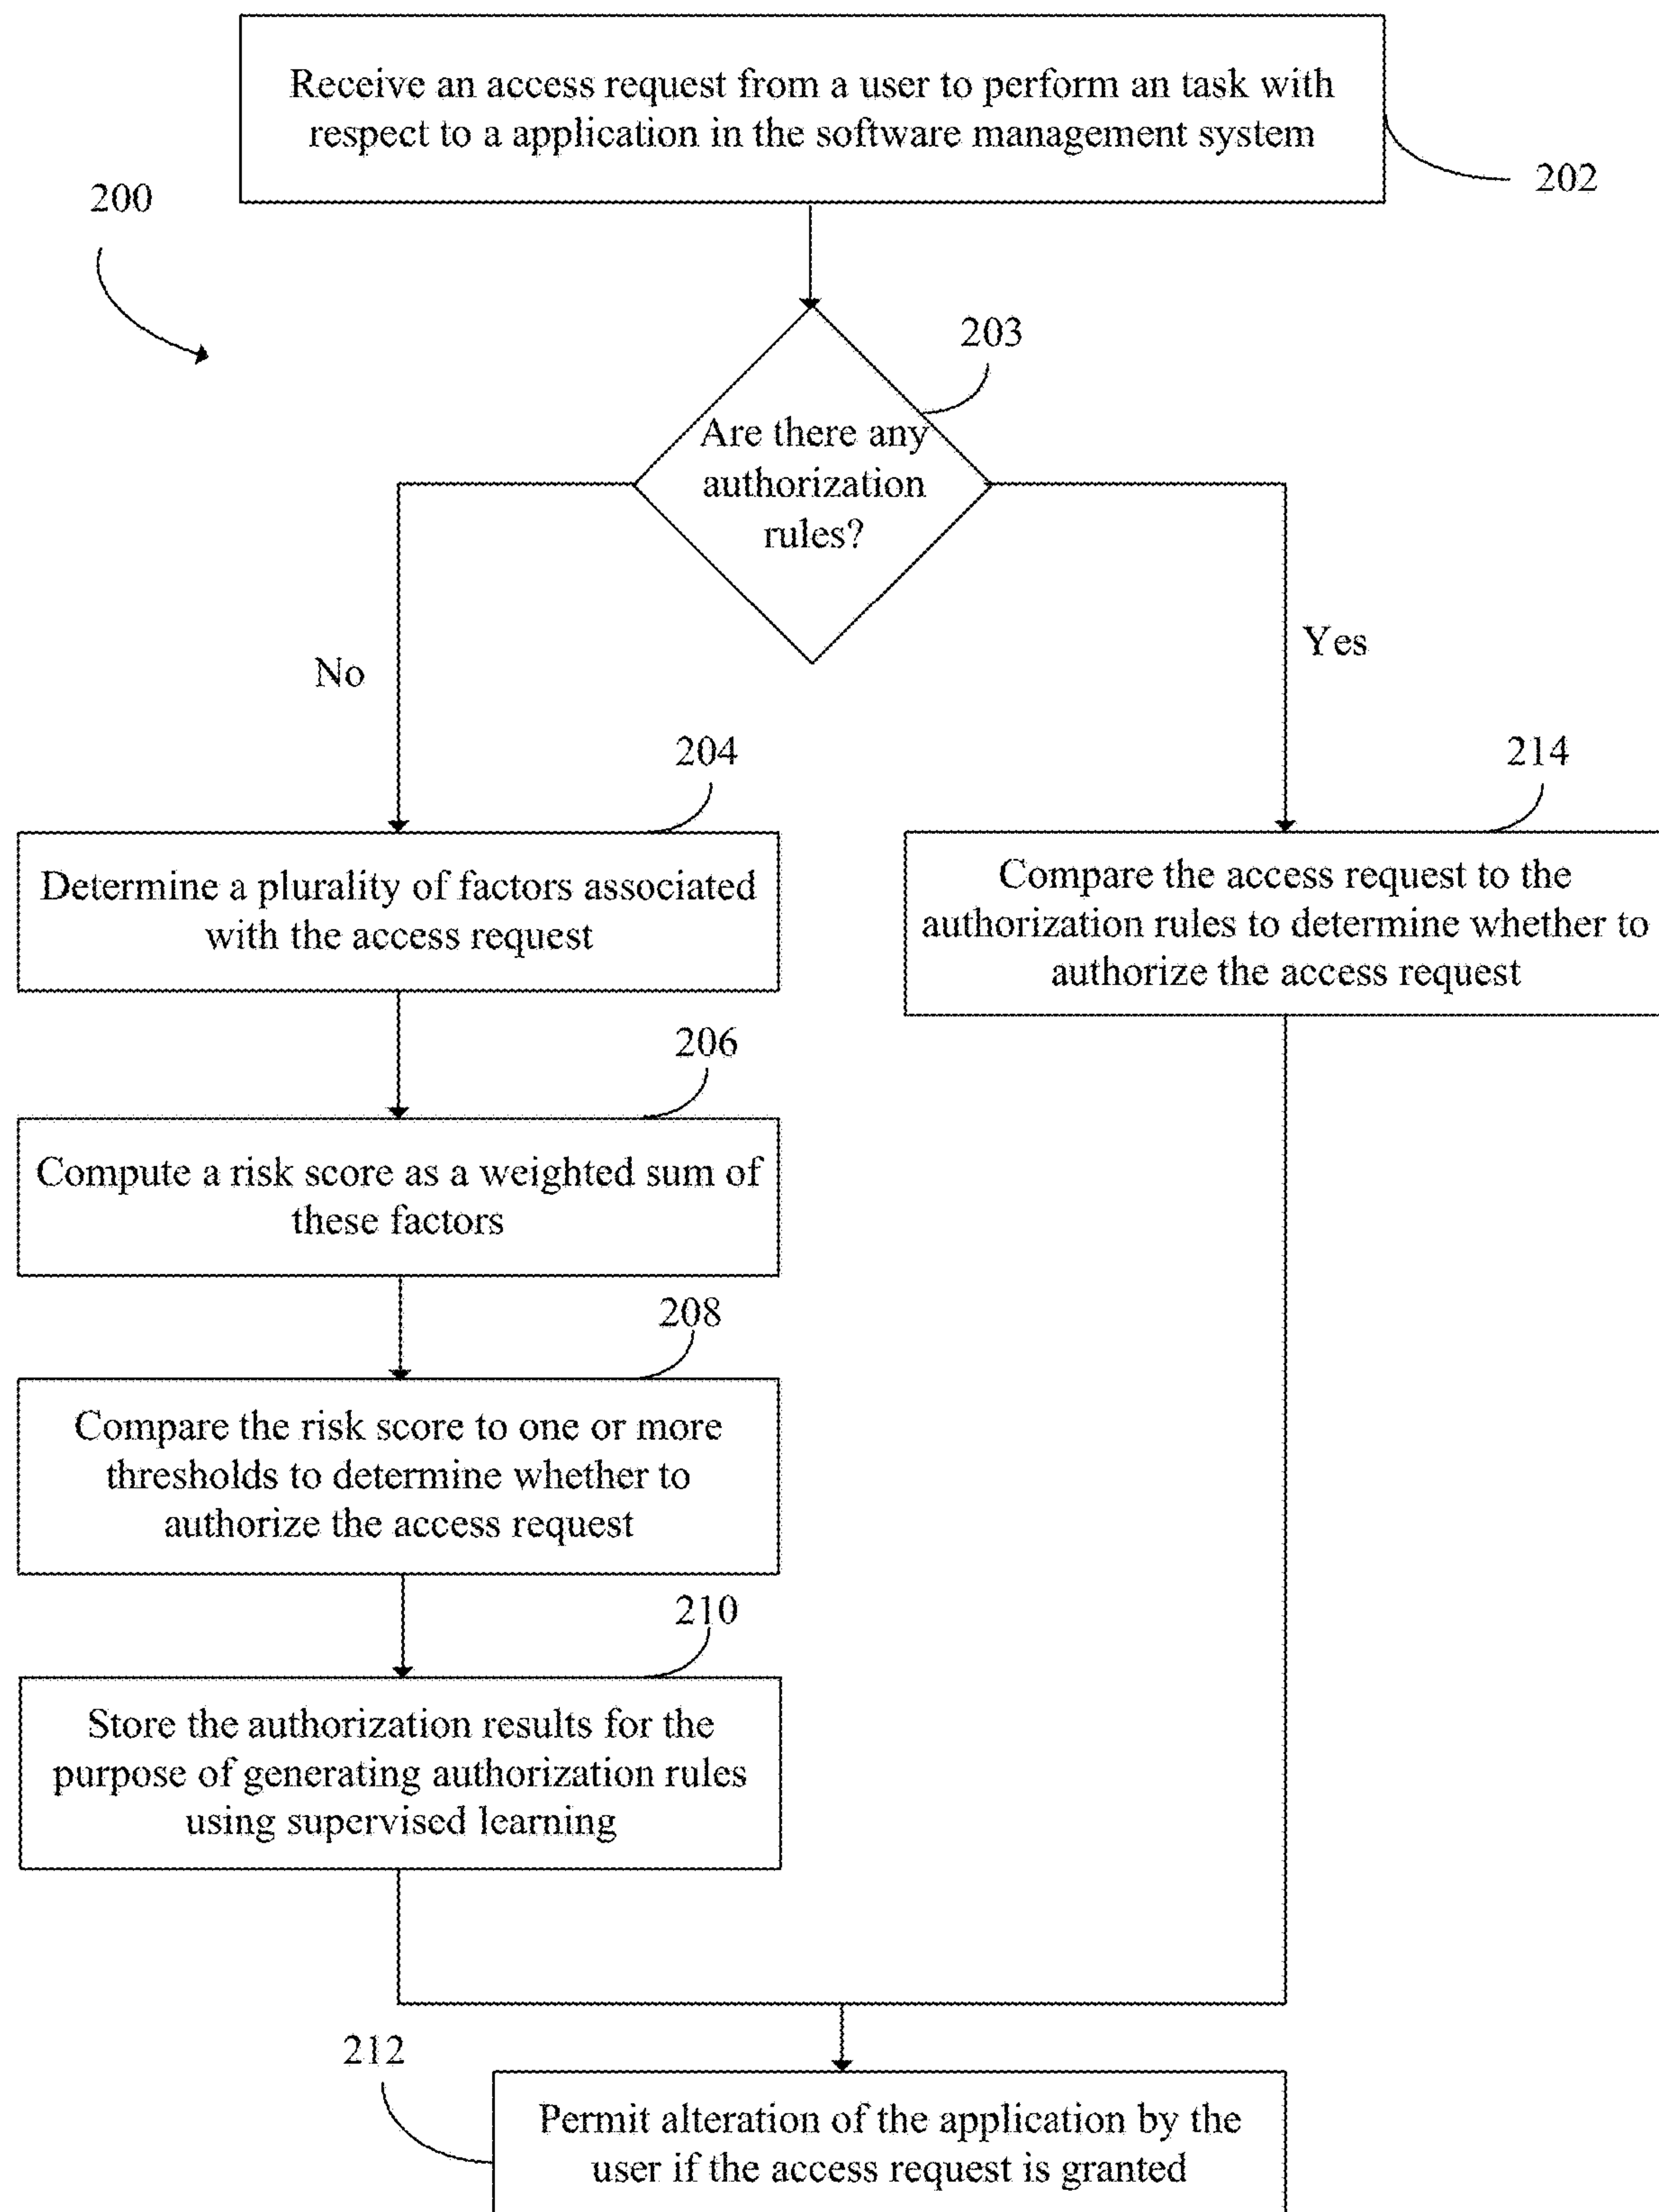 Receive an access request from a user to perform an task with
respect to a application in the software management system
202
200
203
Are there any
authorization
rules?
No
Yes
204
214
Determine a plurality of factors associated
with the access request
Compare the access request to the
authorization rules to determine whether to
authorize the access request
206
Compute a risk score as a weighted sum of
these factors
208
Compare the risk score to one or more
thresholds to determine whether to
authorize the access request
210
Store the authorization results for the
purpose of generating authorization rules
using supervised learning
212
Permit alteration of the application by the
user if the access request is granted